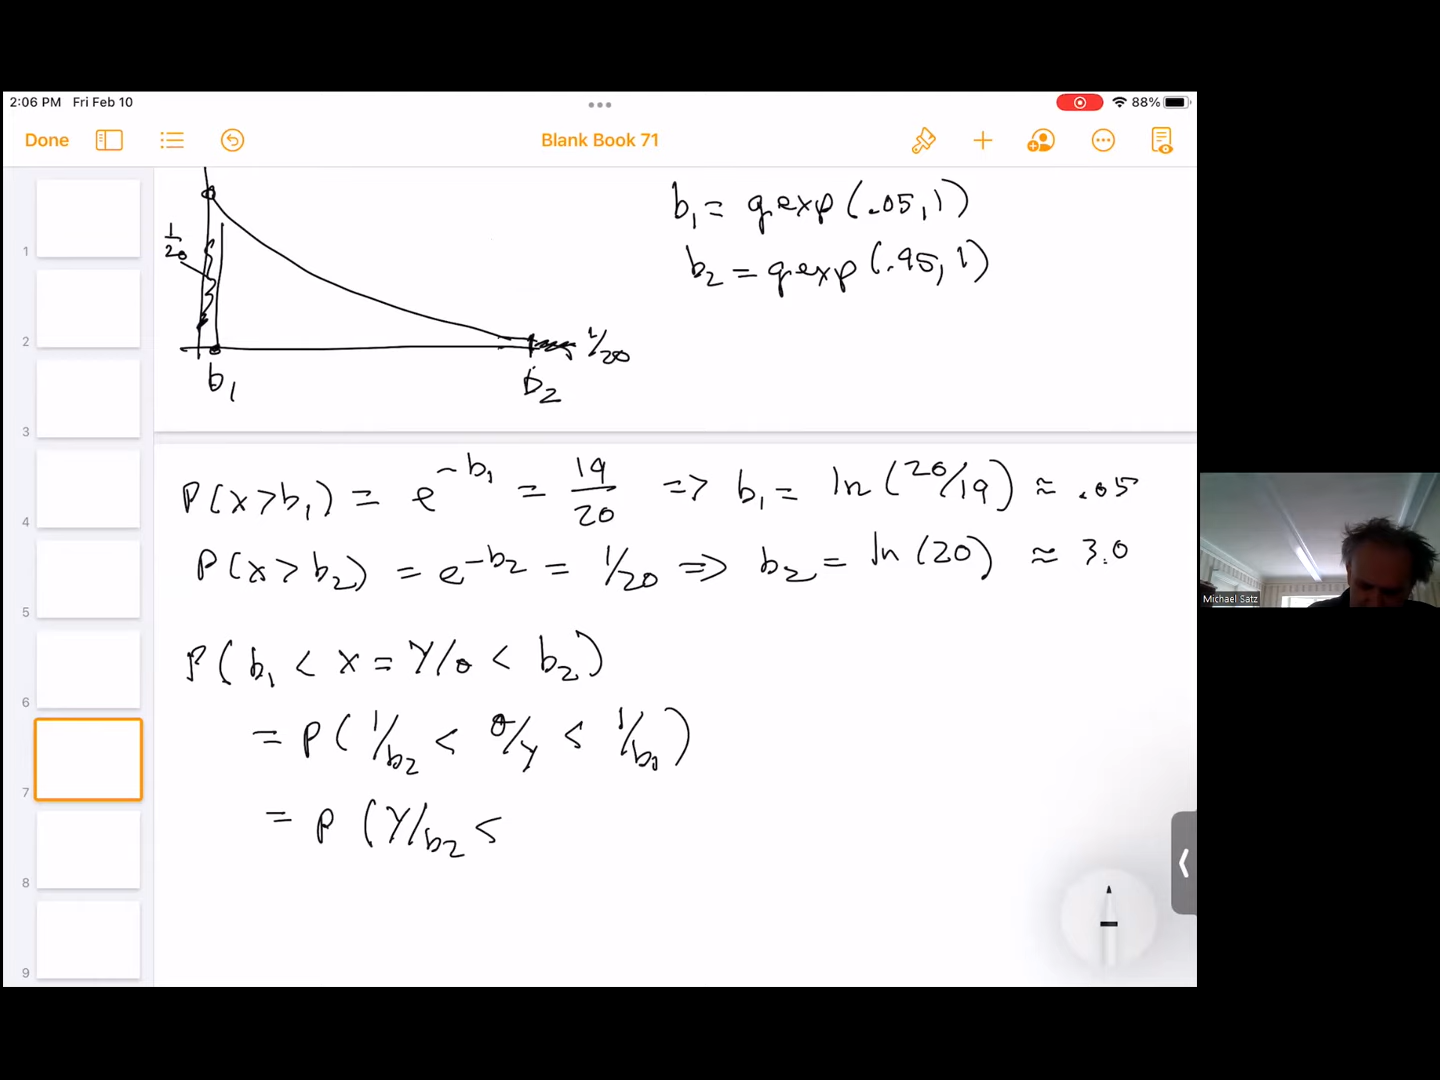 2:06 PM Fri Feb 10
88%
Done
Blank Book 71
1
2
3
4
5
6
7
8
9
1/20
b₁
b₂
1/20
b₁ = qexp(.05,1)
b₂ = qexp(.95,1)
P(x>b₁) = e^-b₁ = 19/20 => b₁ = ln(20/19) ≈ .05
P(x>b₂) = e^-b₂ = 1/20 => b₂ = ln(20) ≈ 3.0
P(b₁ < x = Y/θ < b₂)
= P(1/b₂ < θ/Y < 1/b₁)
= P(Y/b₂ <
Michael Satz